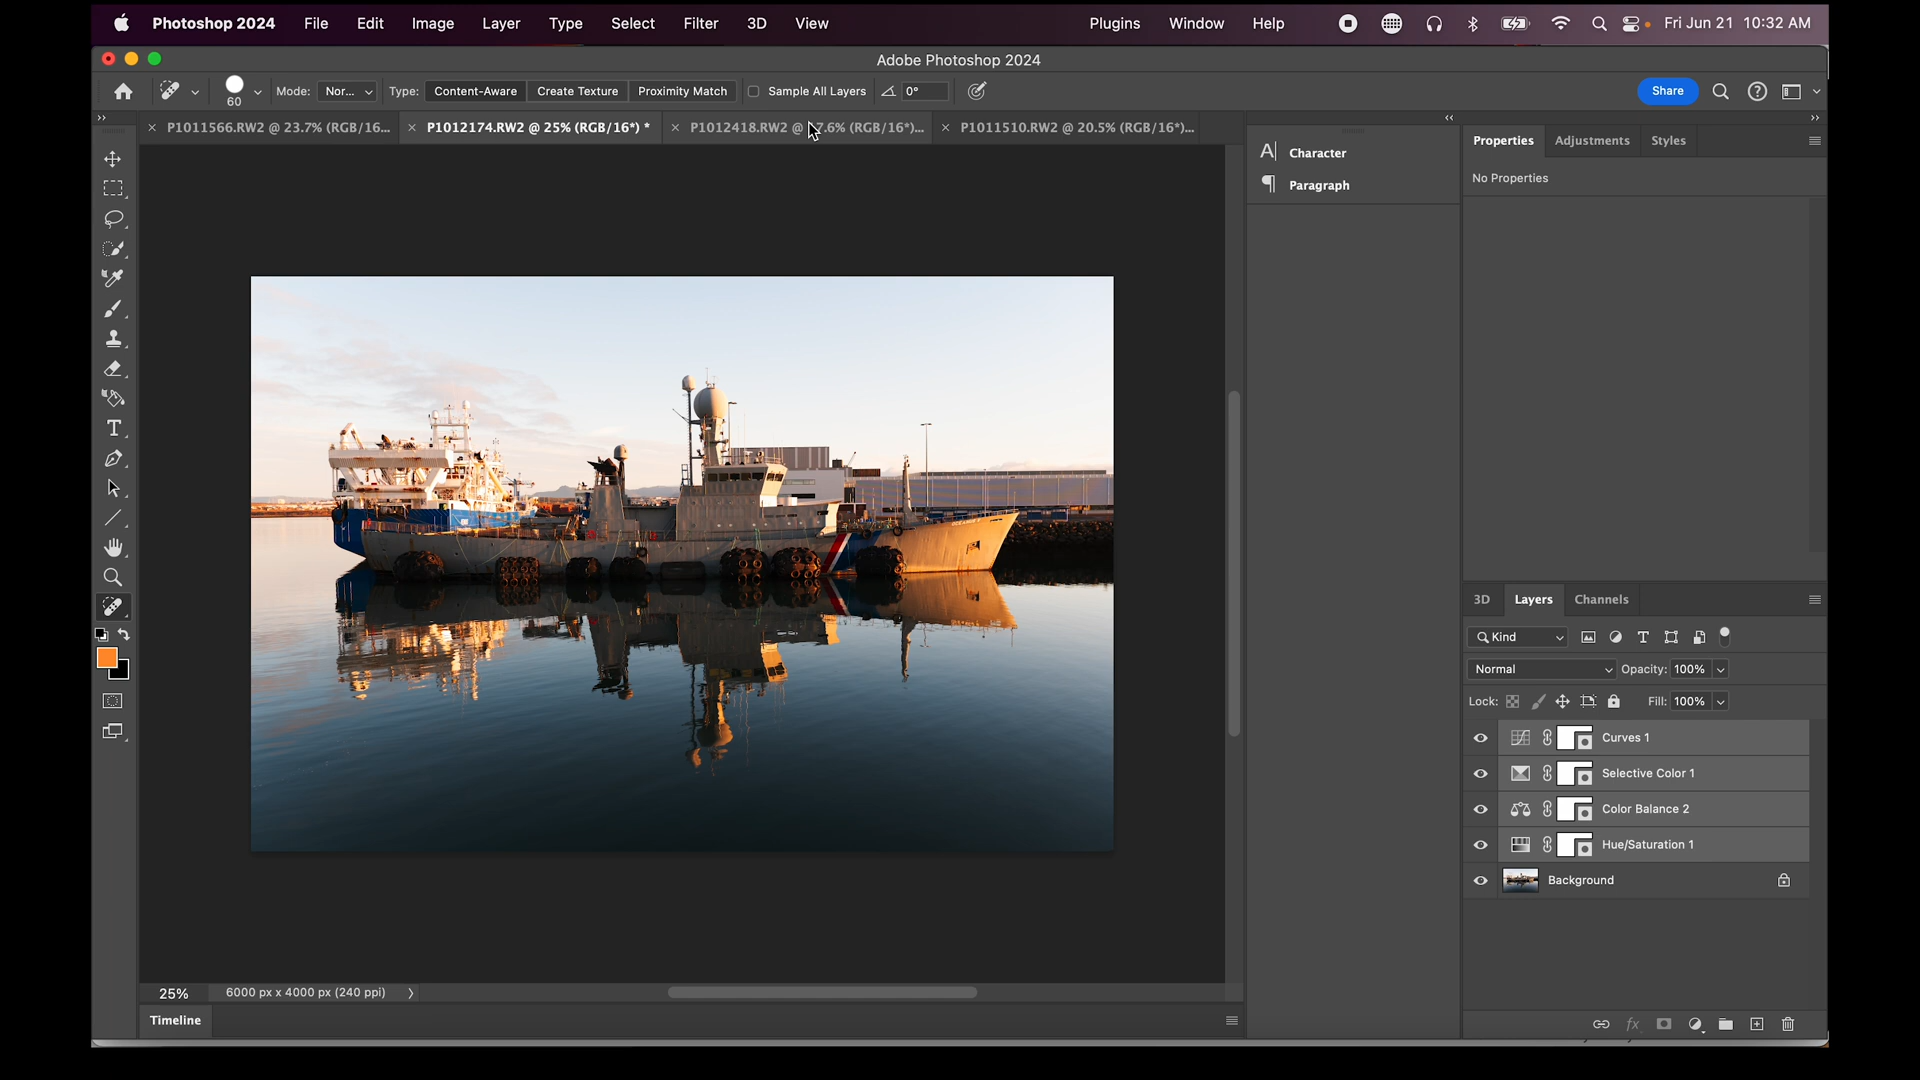 Photoshop 2024 File Edit Image Layer Type Select Filter 3D View Plugins Window Help Fri Jun 21 10:32 AM
Adobe Photoshop 2024
60 Mode: Nor... Type: Content-Aware Create Texture Proximity Match Sample All Layers 0° Share
P1011566.RW2 @ 23.7% (RGB/16... P1012174.RW2 @ 25% (RGB/16*) * P1012418.RW2 @ 7.6% (RGB/16*)... P1011510.RW2 @ 20.5% (RGB/16*)...
Character
Paragraph
Properties Adjustments Styles
No Properties
3D Layers Channels
Kind
Normal Opacity: 100%
Lock: Fill: 100%
Curves 1
Selective Color 1
Color Balance 2
Hue/Saturation 1
Background
25% 6000 px x 4000 px (240 ppi)
Timeline